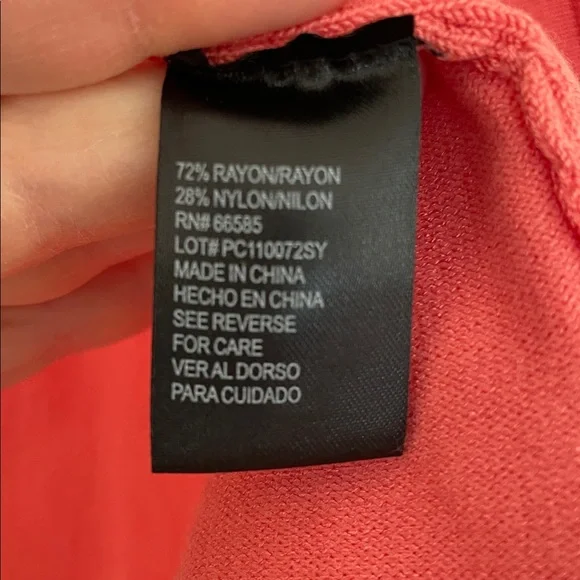 72% RAYON/RAYON
28% NYLON/NILON
RN# 66585
LOT# PC110072SY
MADE IN CHINA
HECHO EN CHINA
SEE REVERSE
FOR CARE
VER AL DORSO
PARA CUIDADO